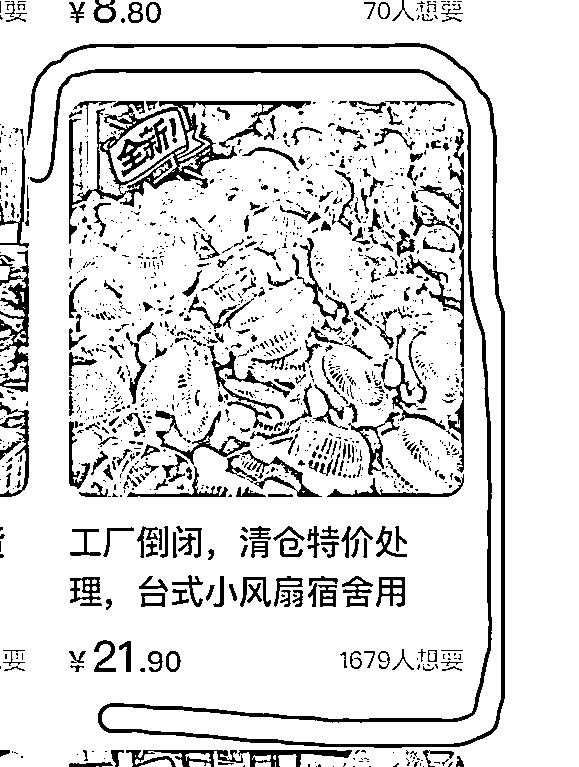 ¥8.80
70人想要
全新！
工厂倒闭，清仓特价处
理，台式小风扇宿舍用
¥21.90
1679人想要